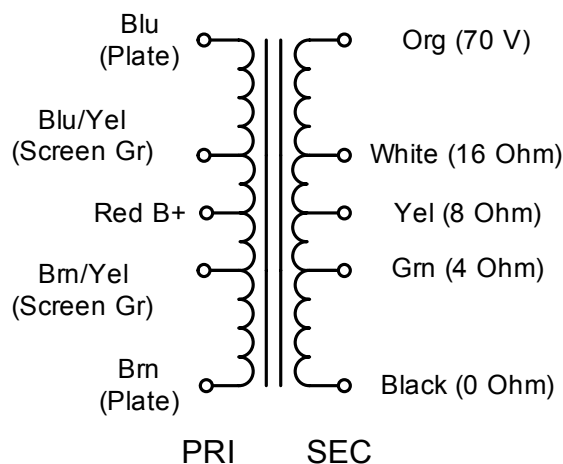 Blu
(Plate)
Org (70 V)
Blu/Yel
(Screen Gr)
White (16 Ohm)
Red B+
Yel (8 Ohm)
Brn/Yel
(Screen Gr)
Grn (4 Ohm)
Brn
(Plate)
Black (0 Ohm)
PRI
SEC